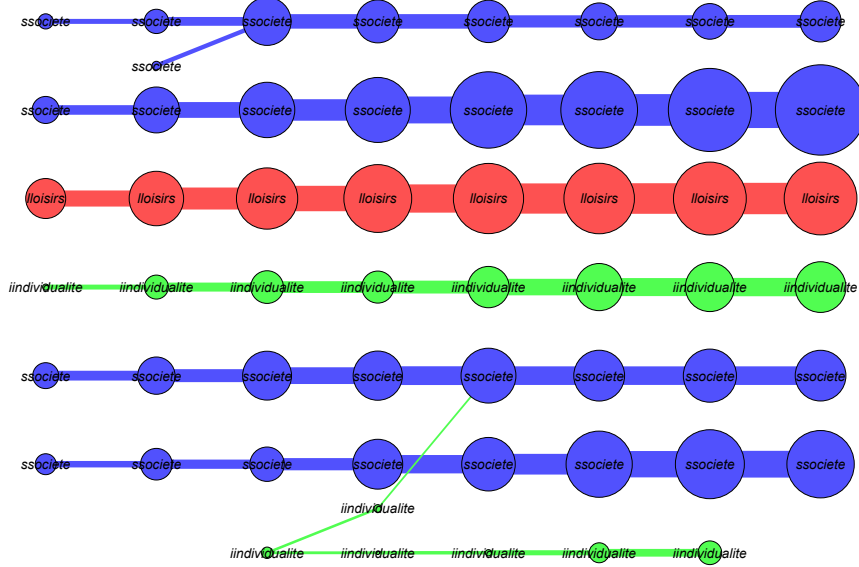 ssociete ssociete ssociete ssociete ssociete ssociete ssociete ssociete
ssociete
ssociete ssociete ssociete ssociete ssociete ssociete ssociete ssociete
lloisirs lloisirs lloisirs lloisirs lloisirs lloisirs lloisirs lloisirs
iindividualite iindividualite iindividualite iindividualite iindividualite iindividualite iindividualite iindividualite
ssociete ssociete ssociete ssociete ssociete ssociete ssociete ssociete
ssociete ssociete ssociete ssociete ssociete ssociete ssociete ssociete
iindividualite
iindividualite iindividualite iindividualite iindividualite iindividualite